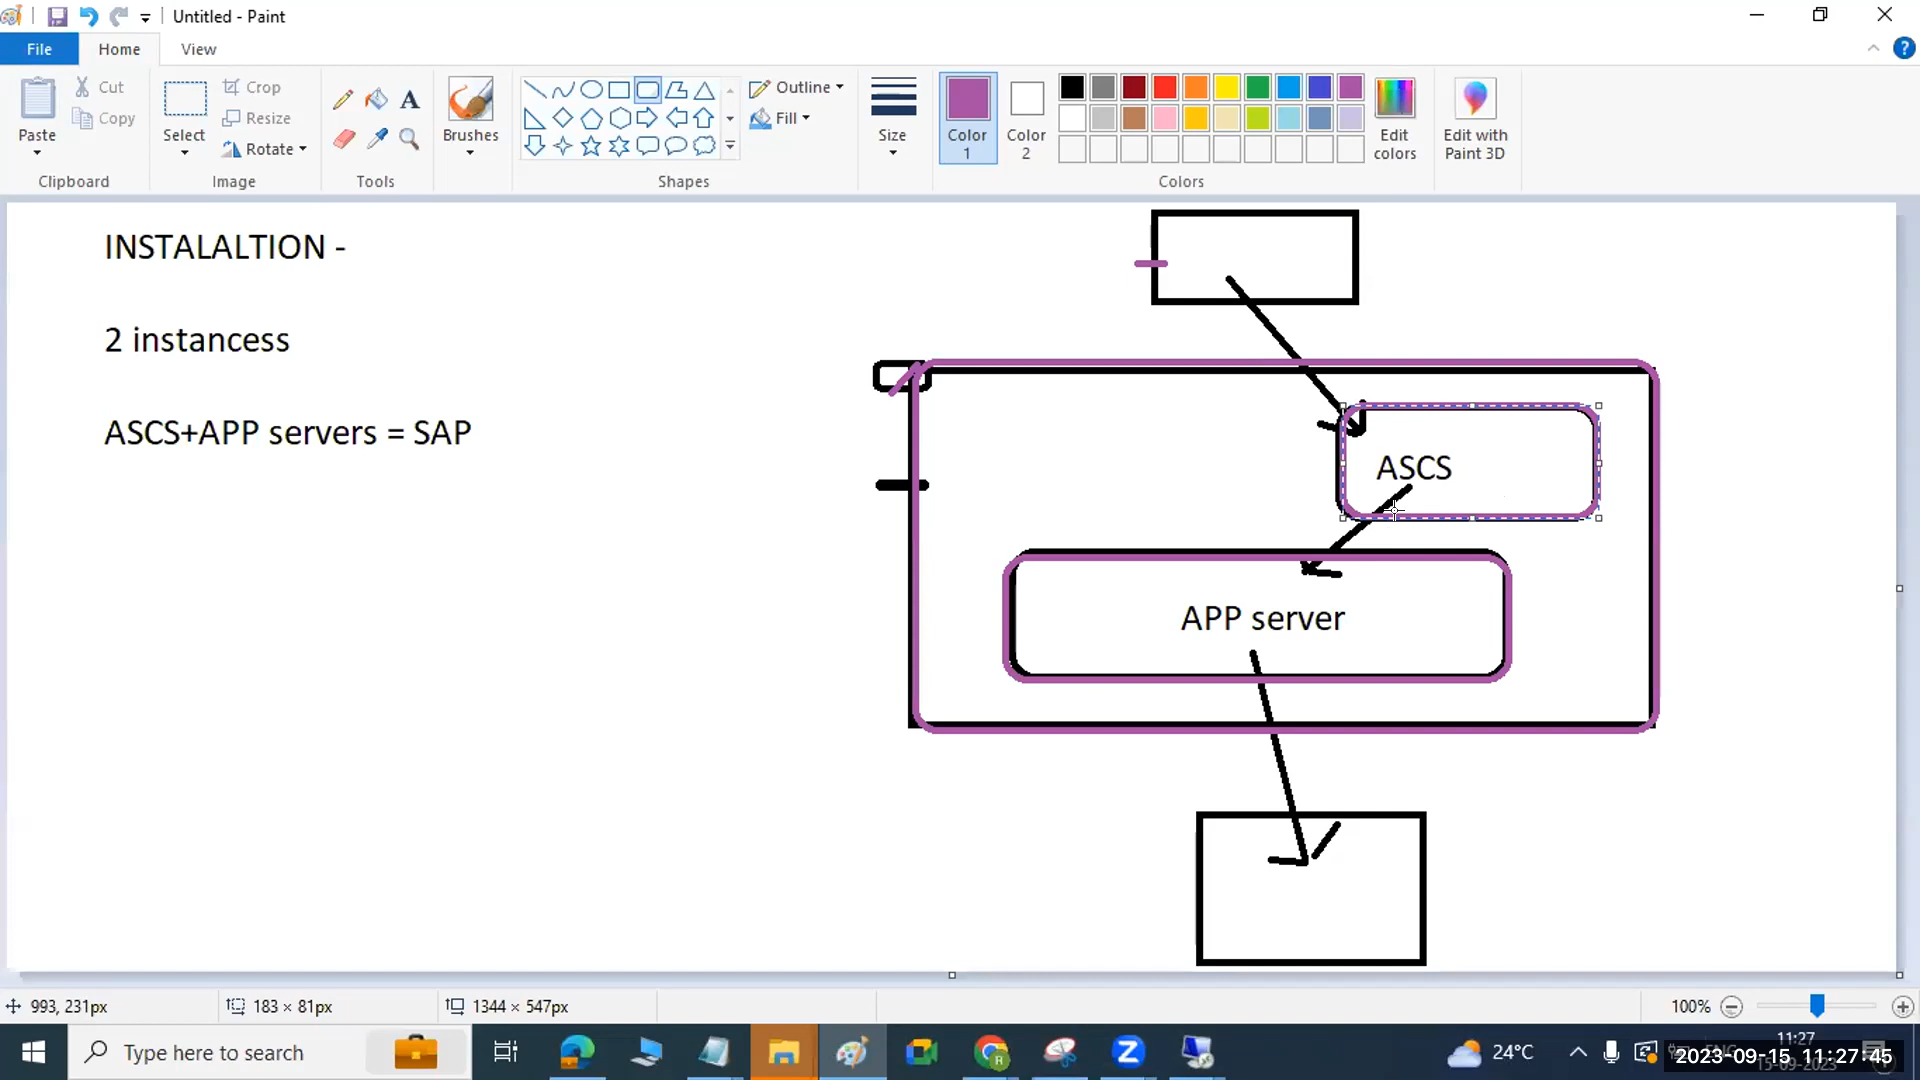 Untitled - Paint
File
Home
View
Paste
Cut
Copy
Clipboard
Select
Crop
Resize
Rotate
Image
A
Tools
Brushes
Outline
Fill
Shapes
Size
Color 1
Color 2
Edit colors
Edit with Paint 3D
Colors
INSTALALTION -
2 instancess
ASCS+APP servers = SAP
ASCS
APP server
993, 231px
183 × 81px
1344 × 547px
100%
Type here to search
24°C
11:27
2023-09-15 11:27:45
15-09-2023